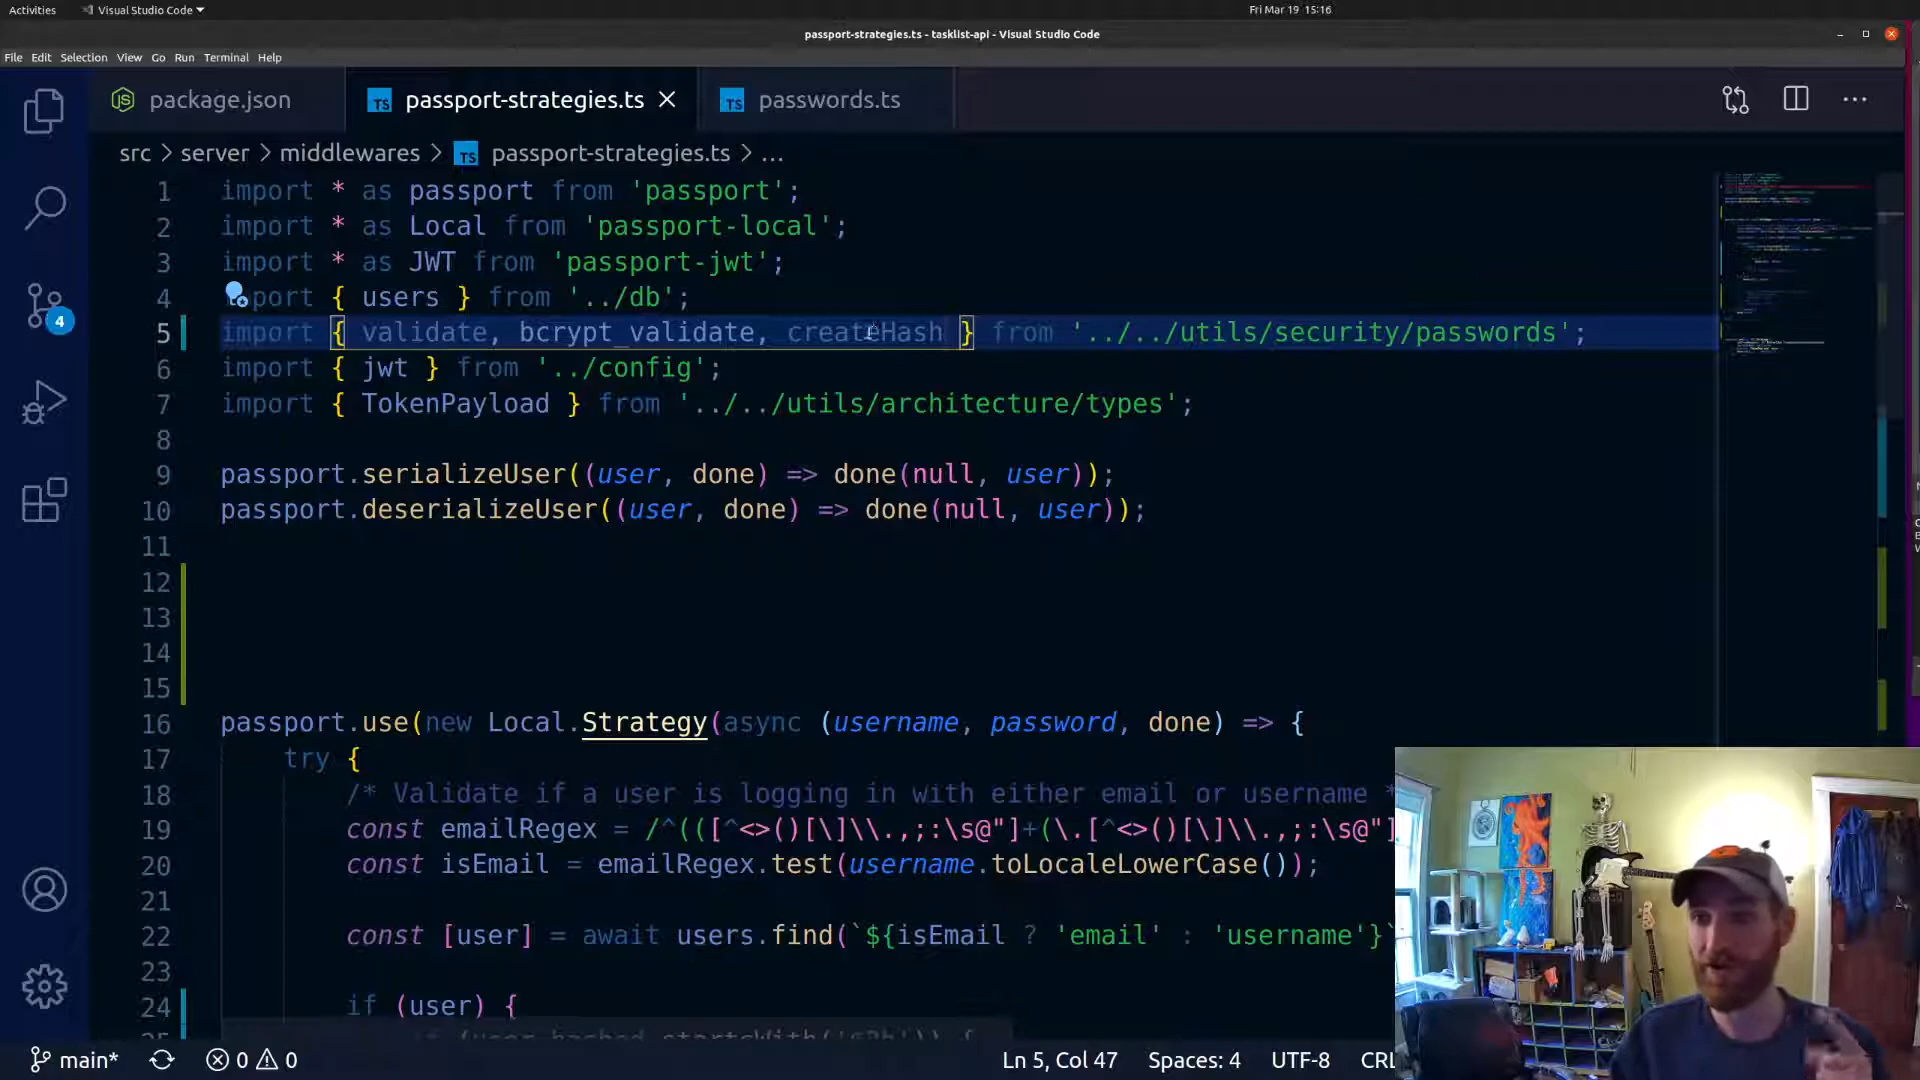 Activities
Visual Studio Code
Fri Mar 19 15:16
passport-strategies.ts - tasklist-api - Visual Studio Code
File Edit Selection View Go Run Terminal Help
package.json
passport-strategies.ts
passwords.ts
src > server > middlewares > passport-strategies.ts > ...
1 import * as passport from 'passport';
2 import * as Local from 'passport-local';
3 import * as JWT from 'passport-jwt';
4 import { users } from '../db';
5 import { validate, bcrypt_validate, createHash } from '../../utils/security/passwords';
6 import { jwt } from '../config';
7 import { TokenPayload } from '../../utils/architecture/types';
8
9 passport.serializeUser((user, done) => done(null, user));
10 passport.deserializeUser((user, done) => done(null, user));
11
12
13
14
15
16 passport.use(new Local.Strategy(async (username, password, done) => {
17 try {
18 /* Validate if a user is logging in with either email or username *
19 const emailRegex = /^(([^<>()[\]\\.,;:\s@"]+(\.[^<>()[\]\\.,;:\s@"]
20 const isEmail = emailRegex.test(username.toLocaleLowerCase());
21
22 const [user] = await users.find(`${isEmail ? 'email' : 'username'}`
23
24 if (user) {
4
main*
0
0
Ln 5, Col 47
Spaces: 4
UTF-8
CRL